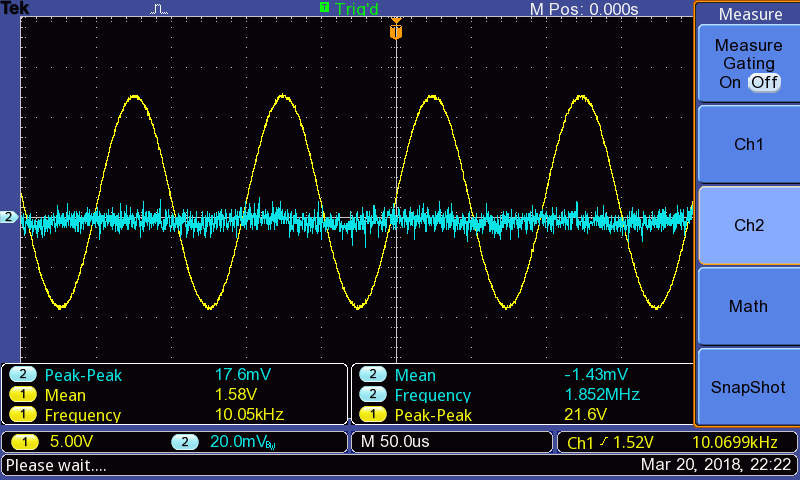 Tek T Trig'd M Pos: 0.000s Measure
T
Measure
Gating
On Off
Ch1
2
Ch2
Math
SnapShot
2 Peak-Peak 17.6mV 2 Mean -1.43mV
1 Mean 1.58V 2 Frequency 1.852MHz
1 Frequency 10.05kHz 1 Peak-Peak 21.6V
1 5.00V 2 20.0mVBW M 50.0us Ch1 1.52V 10.0699kHz
Please wait.... Mar 20, 2018, 22:22